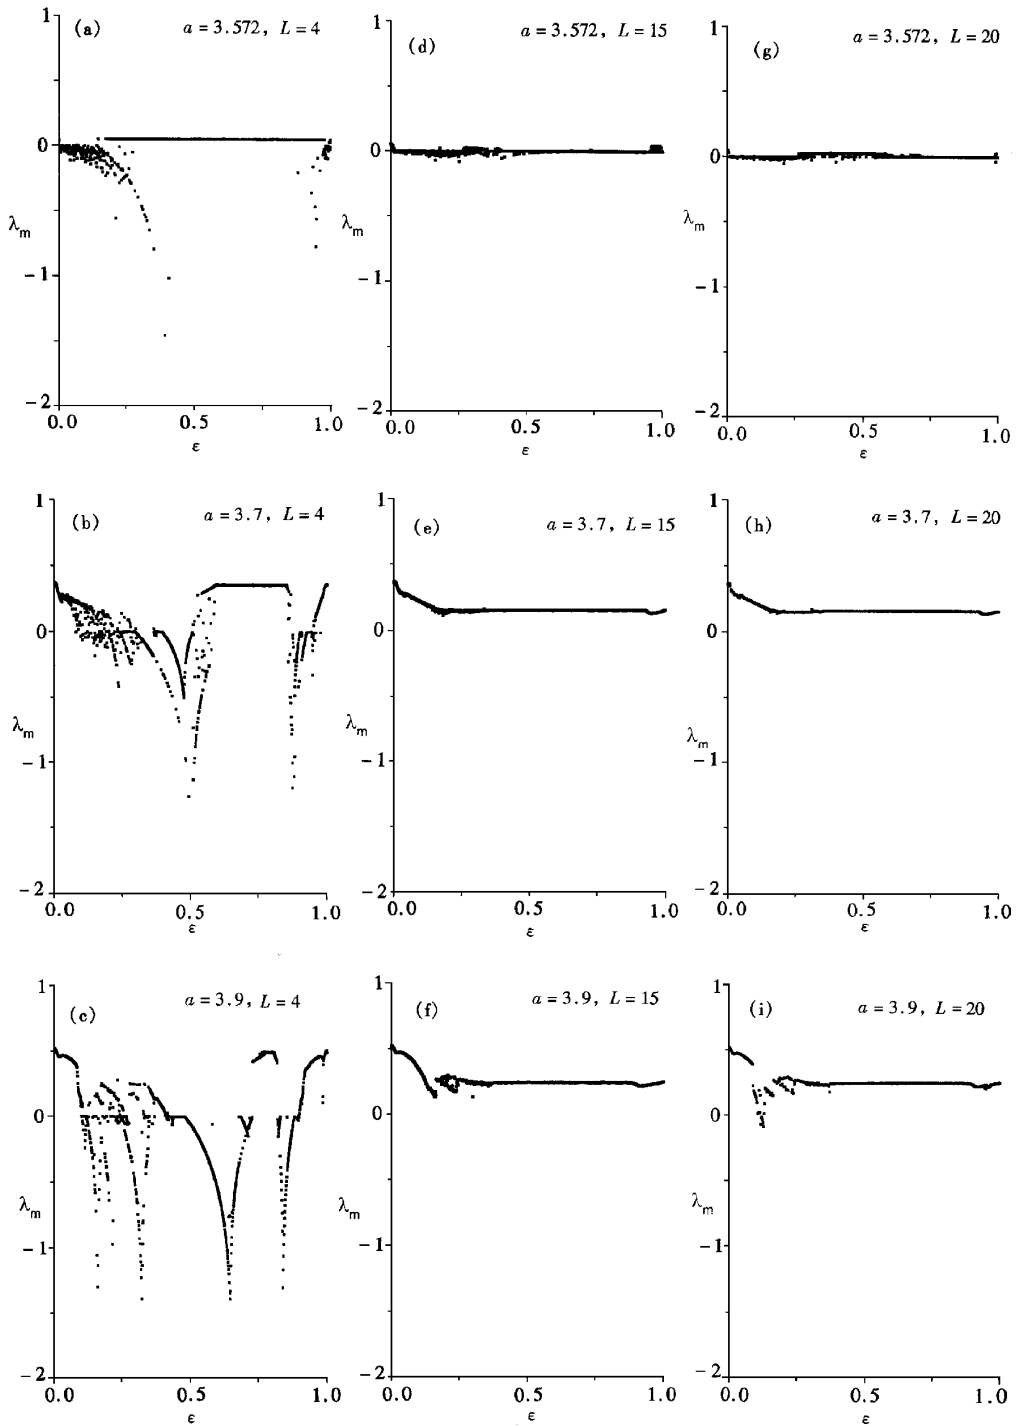 (a) a = 3.572, L = 4
1
0
λm
−1
−2
0.0 0.5 1.0
ε
(d) a = 3.572, L = 15
1
0
λm
−1
−2
0.0 0.5 1.0
ε
(g) a = 3.572, L = 20
1
0
λm
−1
−2
0.0 0.5 1.0
ε
(b) a = 3.7, L = 4
1
0
λm
−1
−2
0.0 0.5 1.0
ε
(e) a = 3.7, L = 15
1
0
λm
−1
−2
0.0 0.5 1.0
ε
(h) a = 3.7, L = 20
1
0
λm
−1
−2
0.0 0.5 1.0
ε
(c) a = 3.9, L = 4
1
0
λm
−1
−2
0.0 0.5 1.0
ε
(f) a = 3.9, L = 15
1
0
λm
−1
−2
0.0 0.5 1.0
ε
(i) a = 3.9, L = 20
1
0
λm
−1
−2
0.0 0.5 1.0
ε